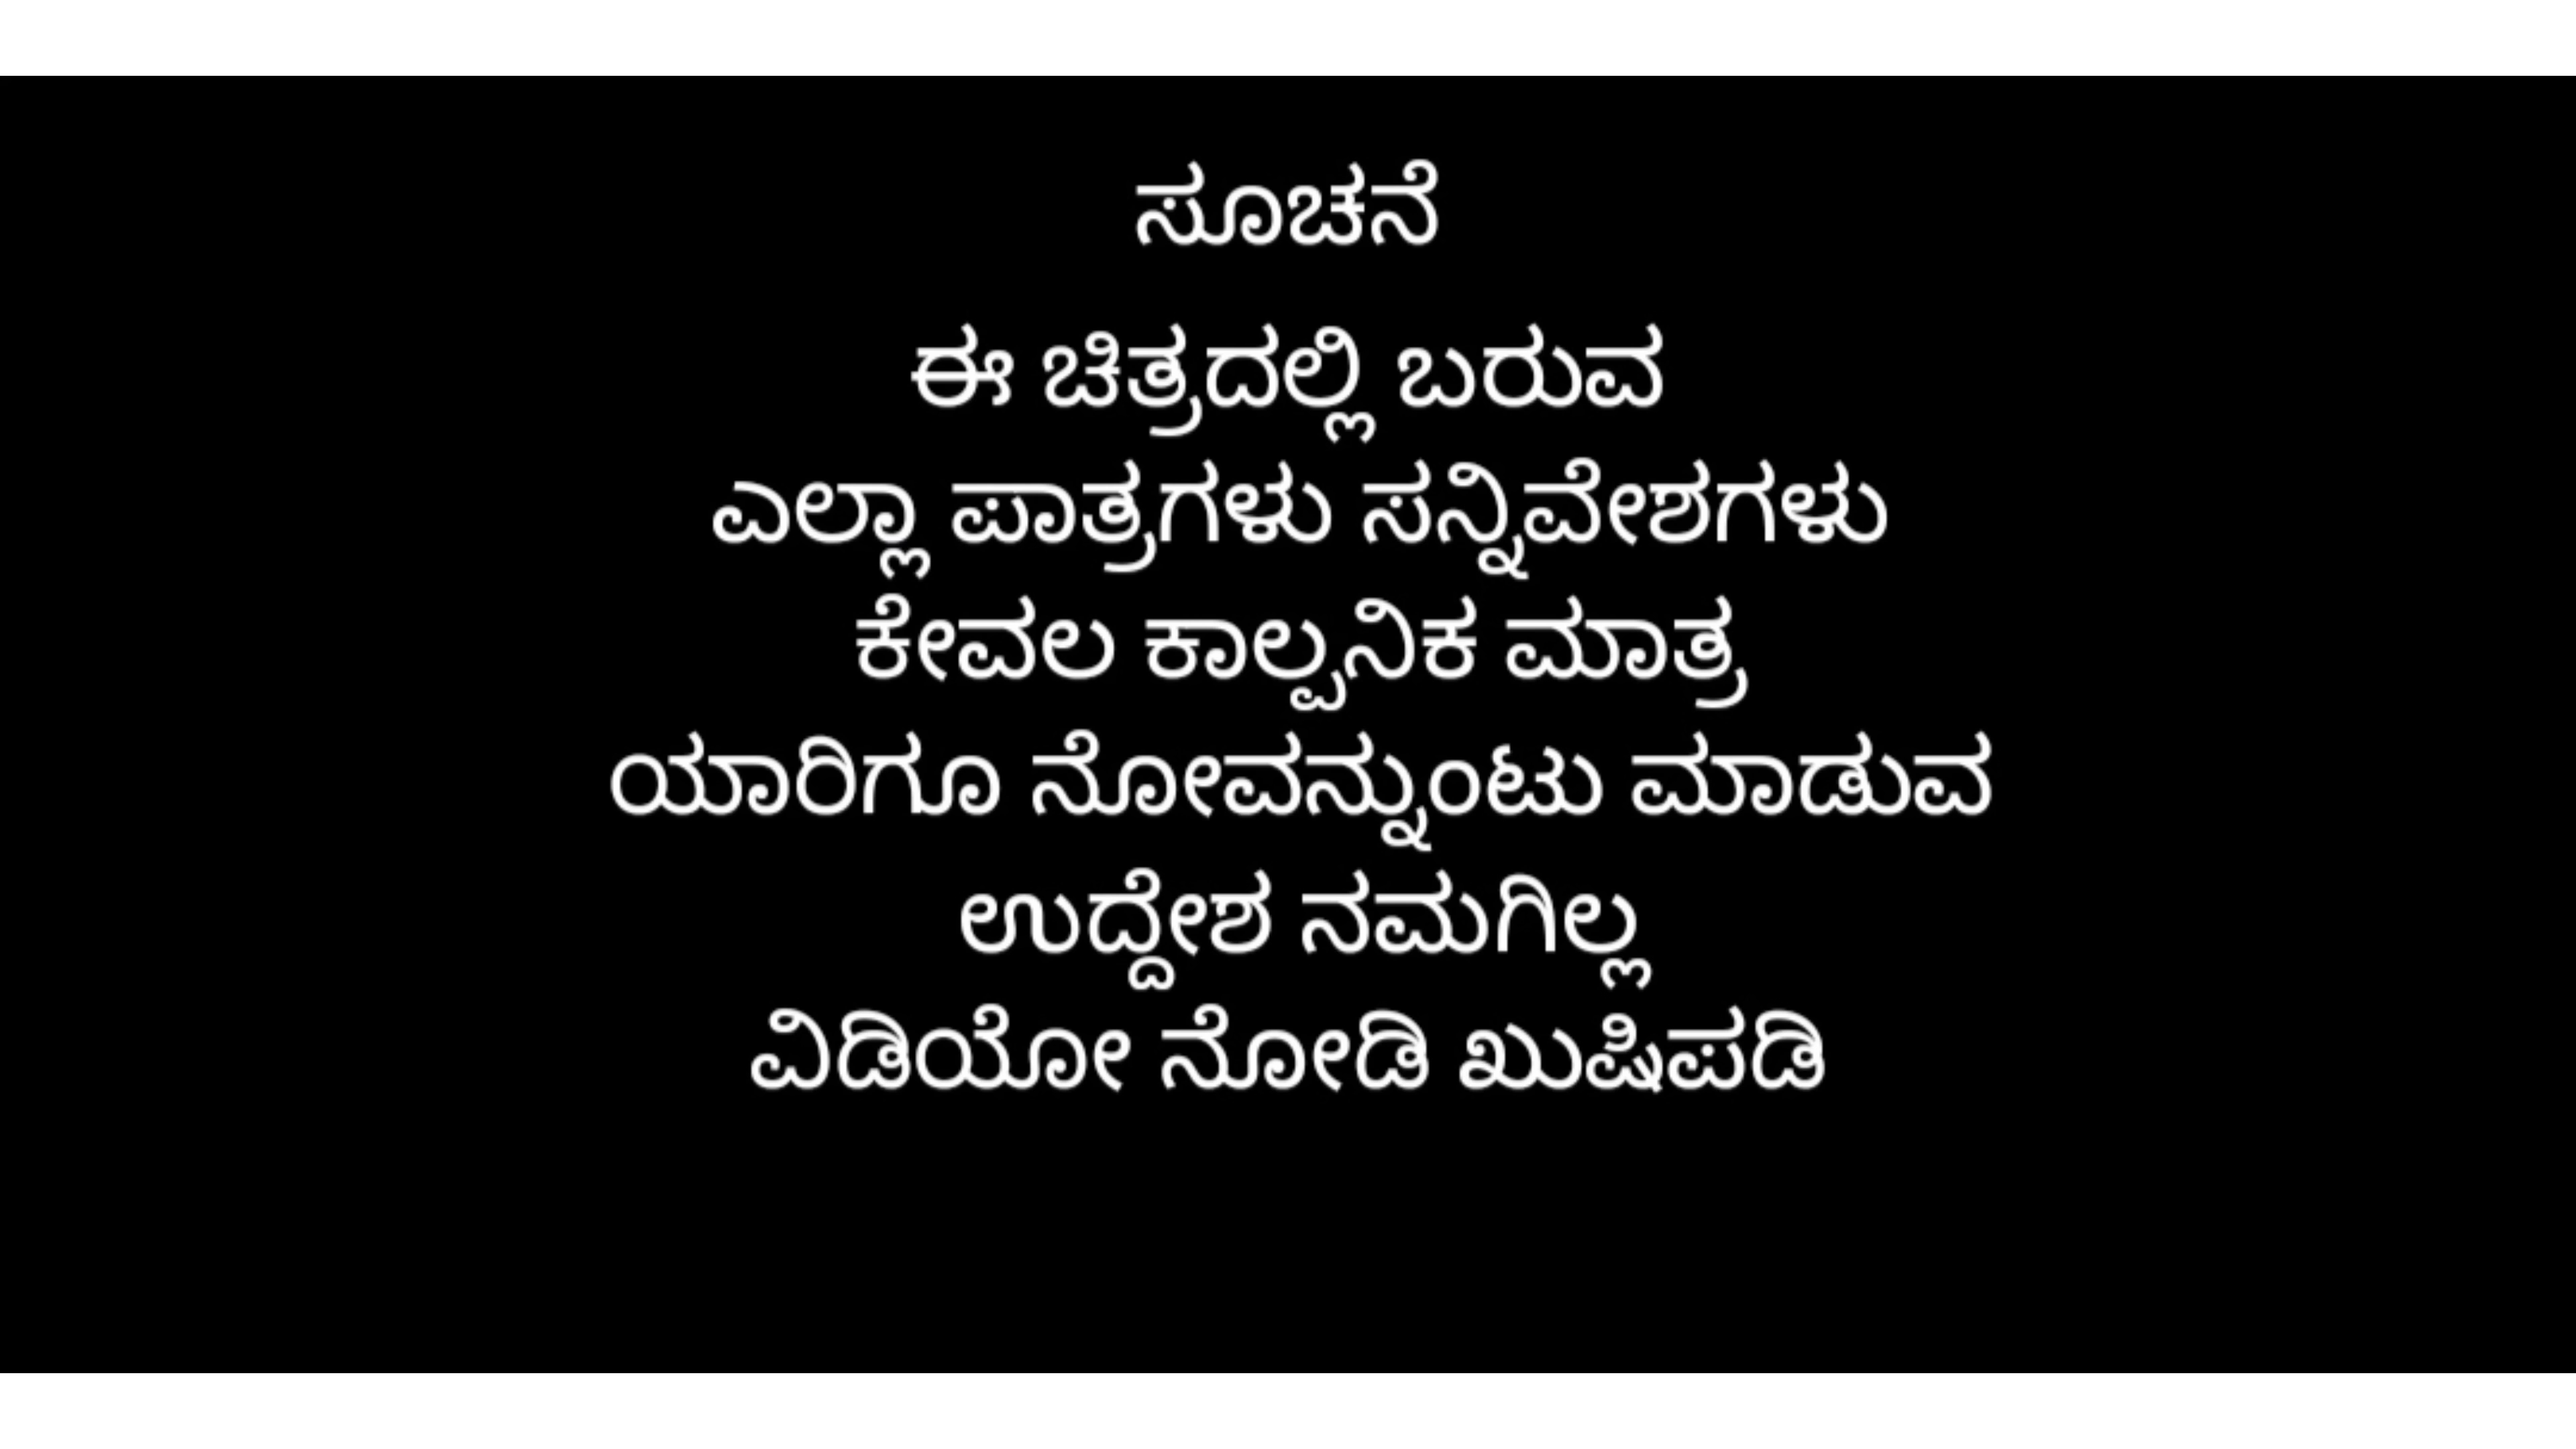 ಸೂಚನೆ
ಈ ಚಿತ್ರದಲ್ಲಿ ಬರುವ
ಎಲ್ಲಾ ಪಾತ್ರಗಳು ಸನ್ನಿವೇಶಗಳು
ಕೇವಲ ಕಾಲ್ಪನಿಕ ಮಾತ್ರ
ಯಾರಿಗೂ ನೋವನ್ನುಂಟು ಮಾಡುವ
ಉದ್ದೇಶ ನಮಗಿಲ್ಲ
ವಿಡಿಯೋ ನೋಡಿ ಖುಷಿಪಡಿ